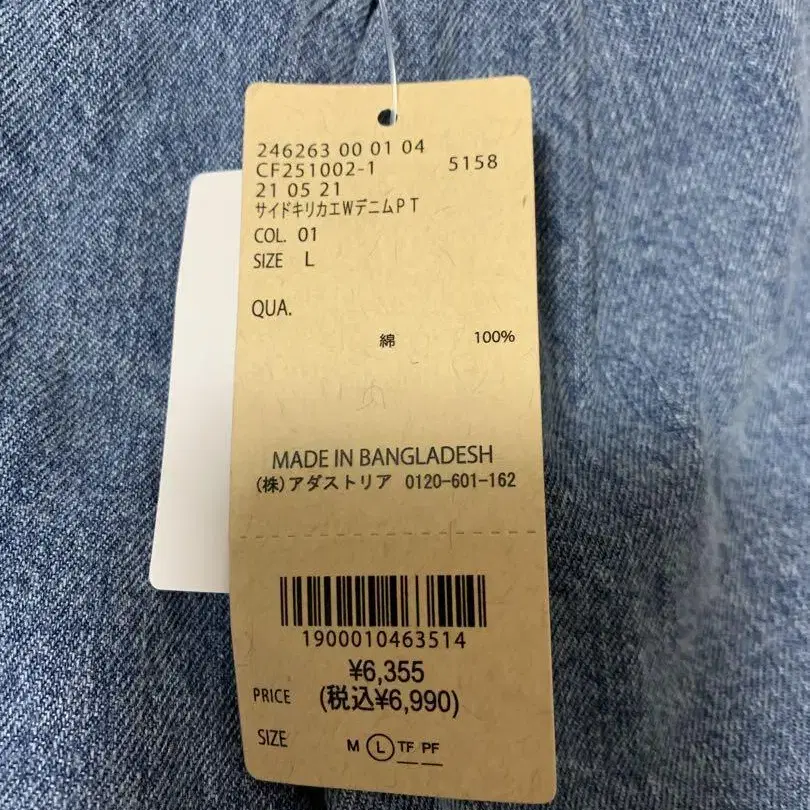 246263 00 01 04
CF251002-1 5158
21 05 21
サイドキリカエWデニムPT
COL. 01
SIZE L
QUA.
綿 100%
MADE IN BANGLADESH
(株)アダストリア 0120-601-162
1900010463514
¥6,355
PRICE (税込¥6,990)
SIZE M L TF PF